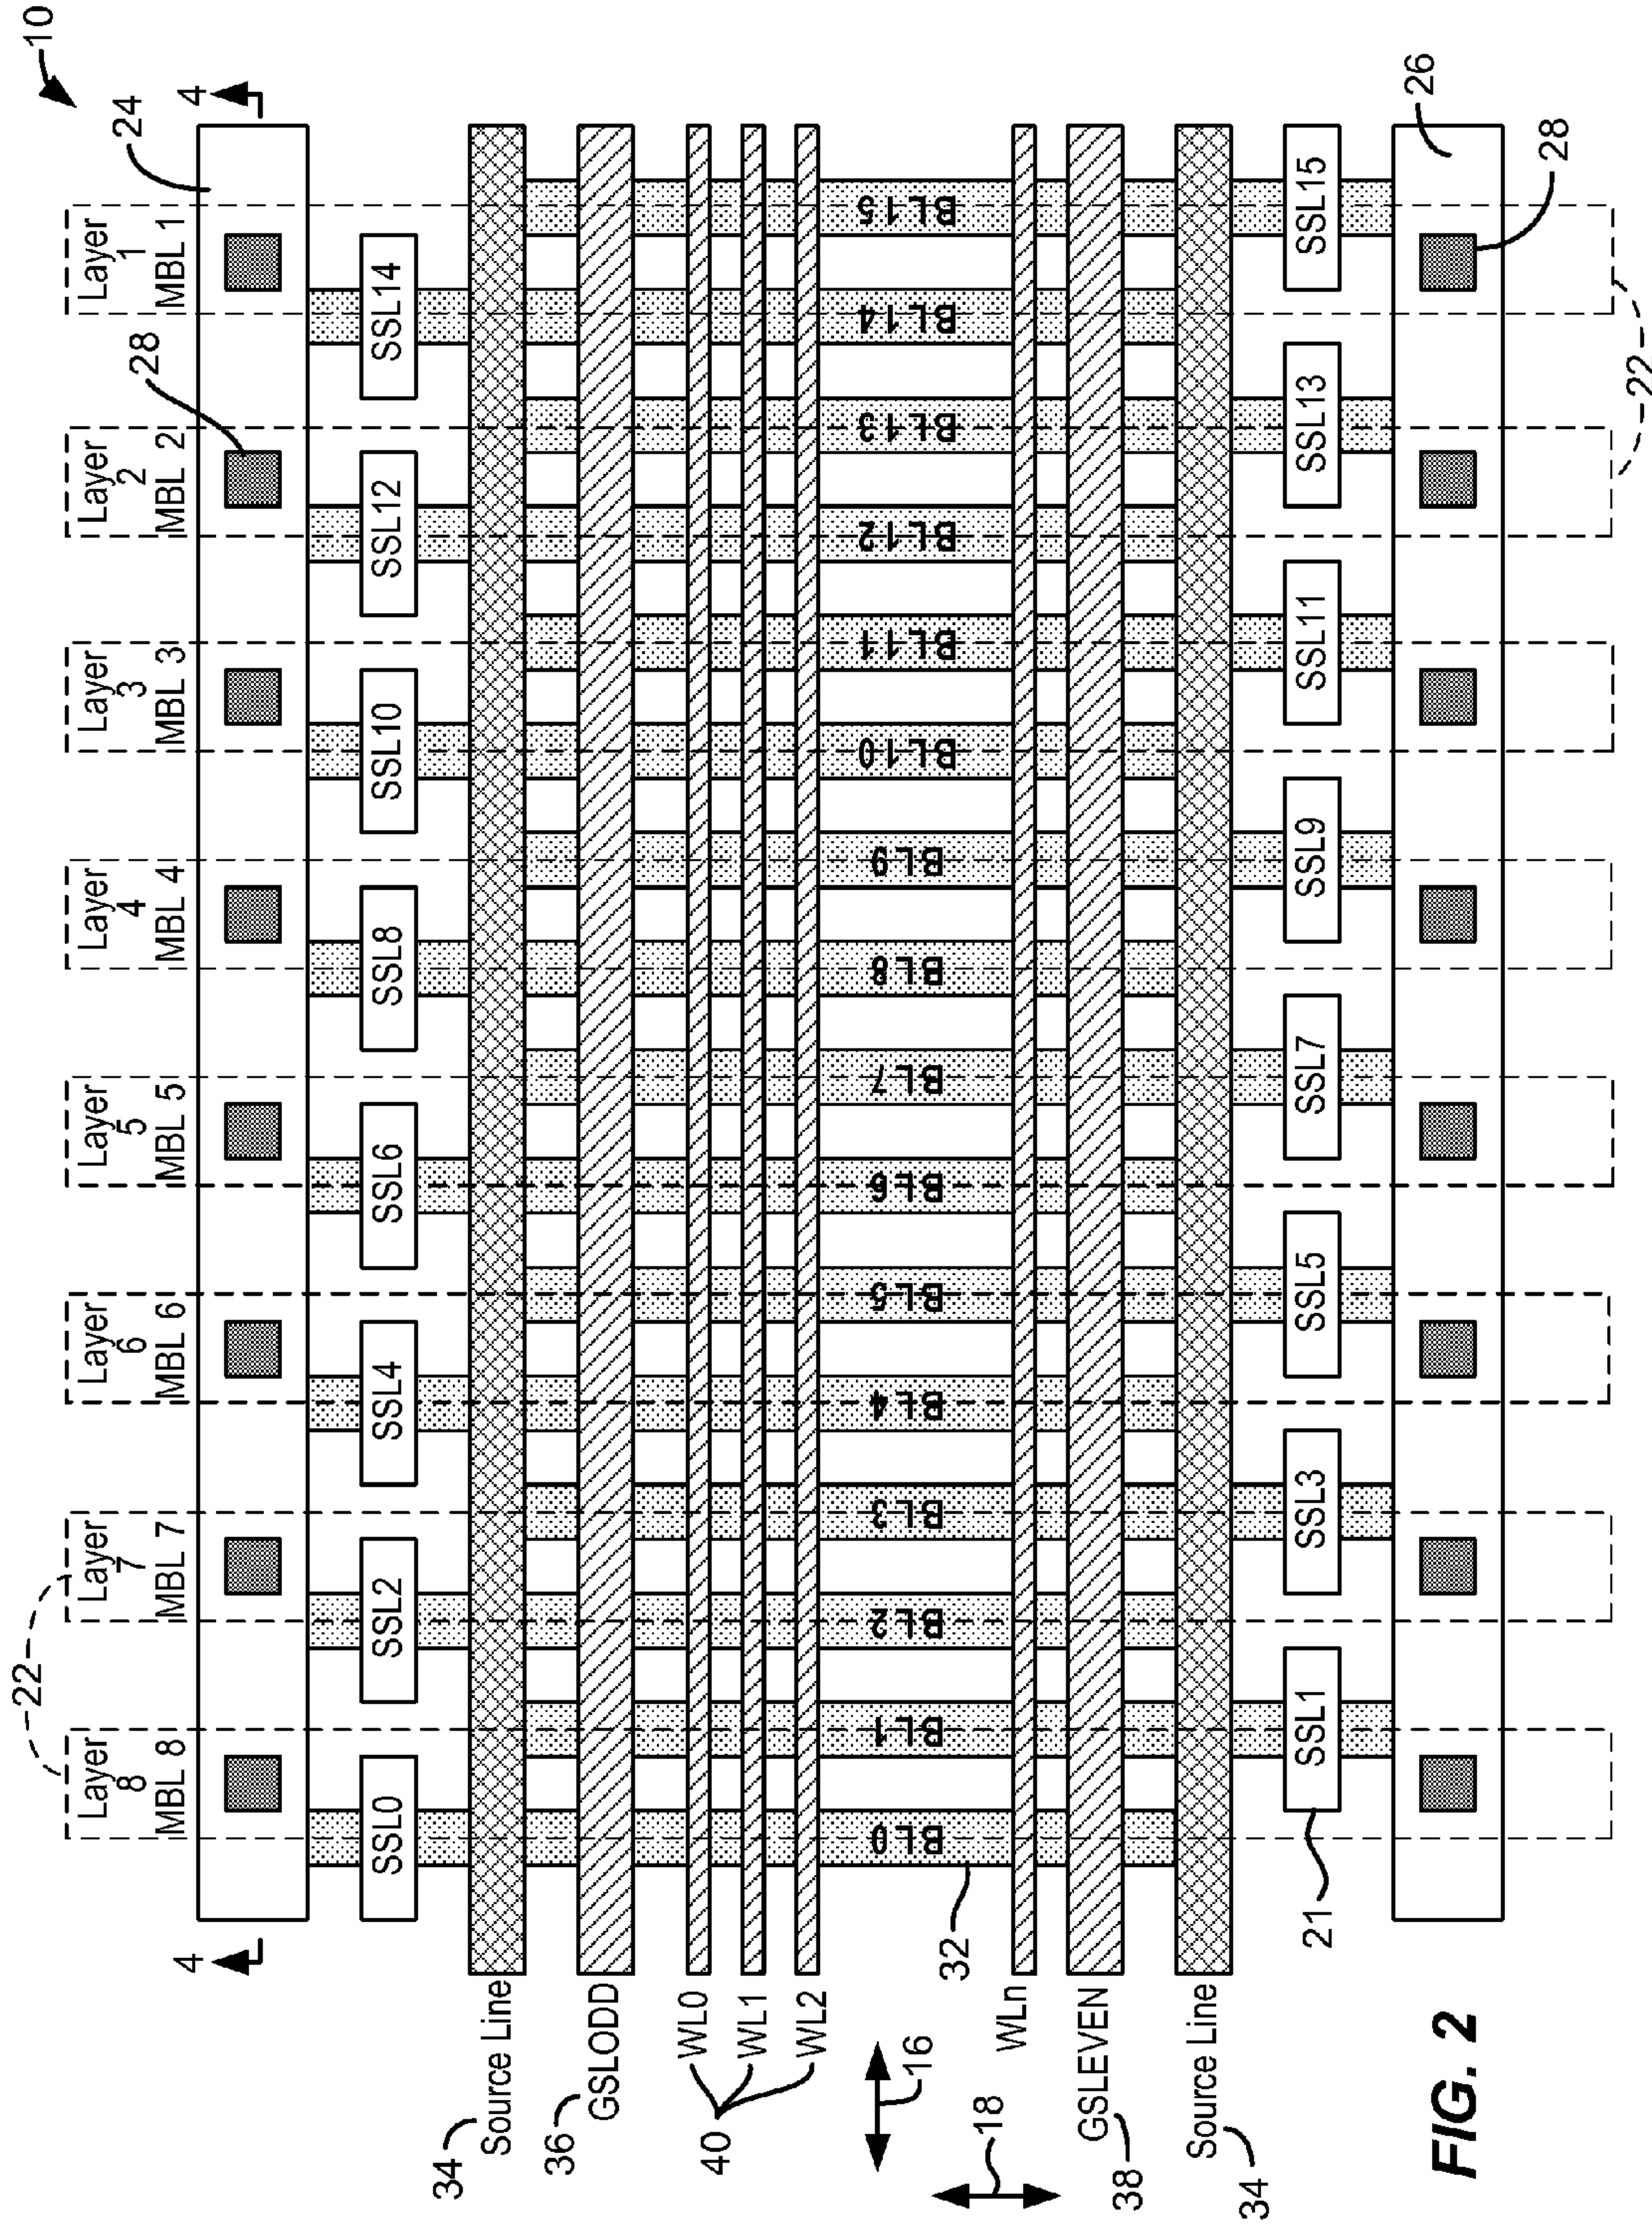 10
4
24
4
Layer 8 MBL 8
Layer 7 MBL 7
Layer 6 MBL 6
Layer 5 MBL 5
Layer 4 MBL 4
Layer 3 MBL 3
Layer 2 MBL 2
Layer 1 MBL 1
22
28
SSL0
SSL2
SSL4
SSL6
SSL8
SSL10
SSL12
SSL14
34
Source Line
36
GSLODD
40
WL0
WL1
WL2
BL0
BL1
BL2
BL3
BL4
BL5
BL6
BL7
BL8
BL9
BL10
BL11
BL12
BL13
BL14
BL15
32
16
18
WLn
38
GSLEVEN
34
Source Line
21
SSL1
SSL3
SSL5
SSL7
SSL9
SSL11
SSL13
SSL15
26
28
22
FIG. 2